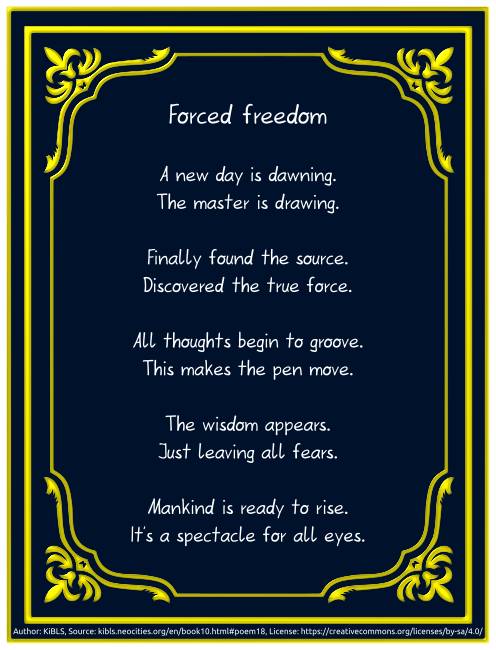 Forced freedom
A new day is dawning.
The master is drawing.
Finally found the source.
Discovered the true force.
All thoughts begin to groove.
This makes the pen move.
The wisdom appears.
Just leaving all fears.
Mankind is ready to rise.
It's a spectacle for all eyes.
Author: KiBLS, Source: kibls.neocities.org/en/book10.html#poem18, License: https://creativecommons.org/licenses/by-sa/4.0/